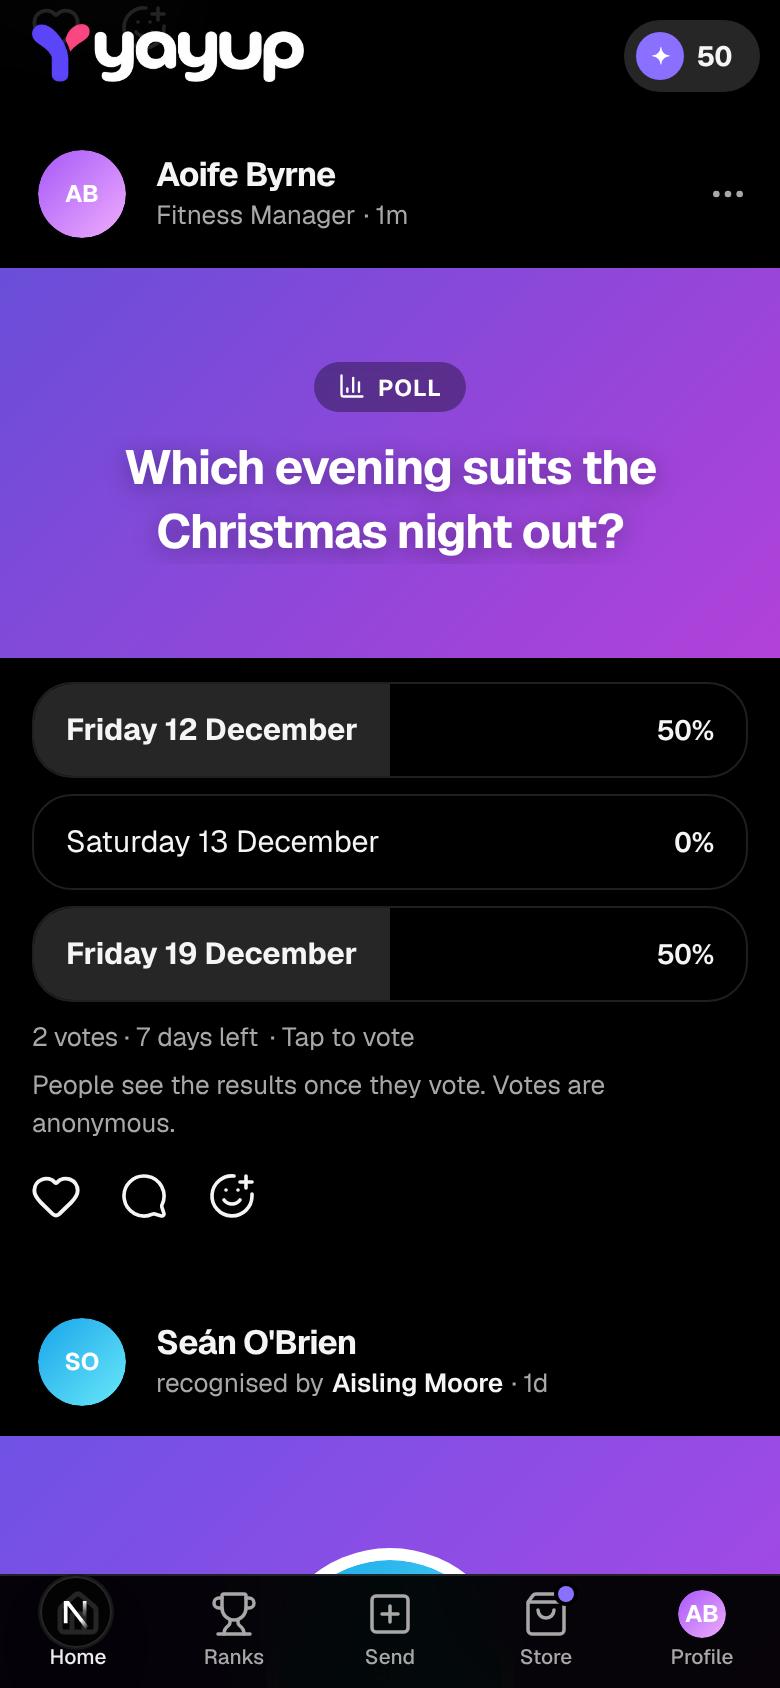 yayup
50
AB
Aoife Byrne
Fitness Manager · 1m
POLL
Which evening suits the
Christmas night out?
Friday 12 December 50%
Saturday 13 December 0%
Friday 19 December 50%
2 votes · 7 days left · Tap to vote
People see the results once they vote. Votes are
anonymous.
SO
Seán O'Brien
recognised by Aisling Moore · 1d
N
AB
Home Ranks Send Store Profile